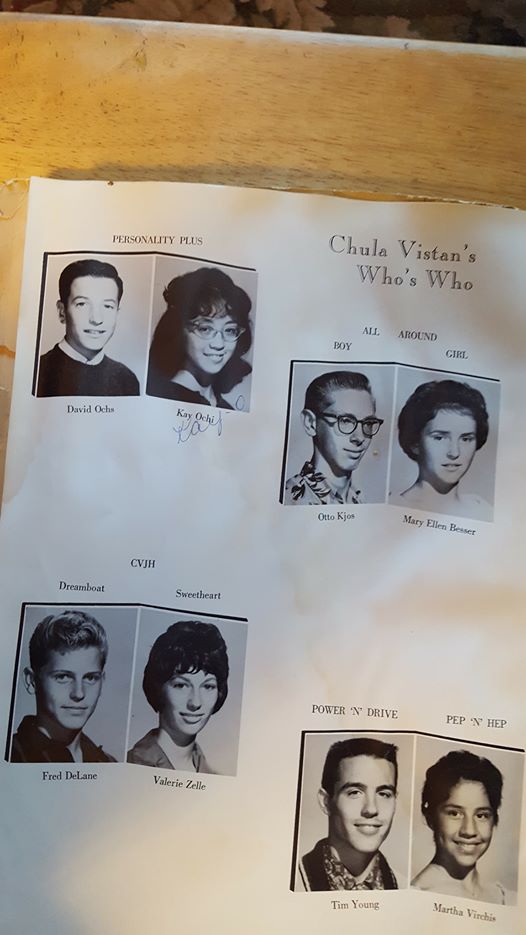 PERSONALITY PLUS
David Ochs
Kay Ochi
Kay O
Chula Vistan's
Who's Who
ALL AROUND
BOY GIRL
Otto Kjos
Mary Ellen Besser
CVJH
Dreamboat Sweetheart
Fred DeLane
Valerie Zelle
POWER 'N' DRIVE
PEP 'N' HEP
Tim Young
Martha Virchis